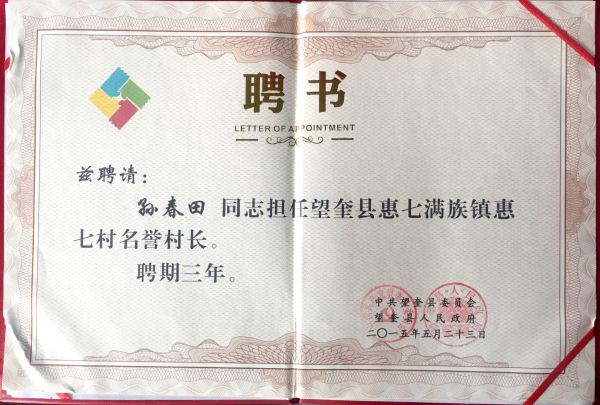 聘书
LETTER OF APPOINTMENT
兹聘请：
孙春田 同志担任望奎县惠七满族镇惠
七村名誉村长。
聘期三年。
中共望奎县委员会
望奎县人民政府
二〇一五年五月二十三日